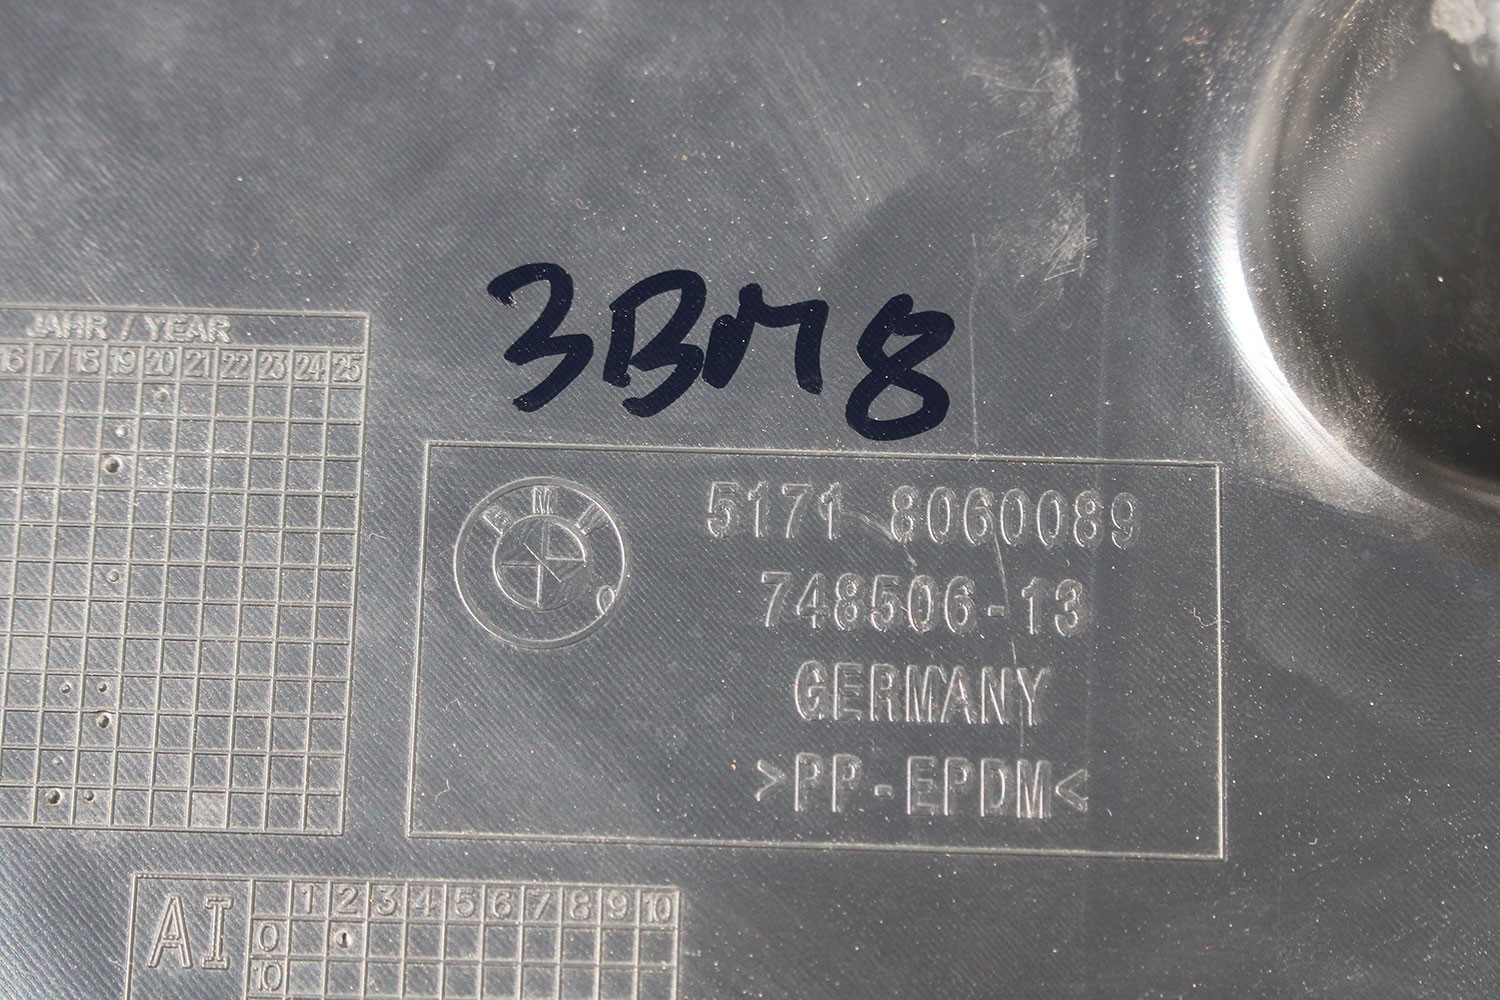 3BM8
JAHR / YEAR
16 17 18 19 20 21 22 23 24 25
BMW
5171 8060089
748506-13
GERMANY
>PP-EPDM<
AI
1 2 3 4 5 6 7 8 9 10
0
10